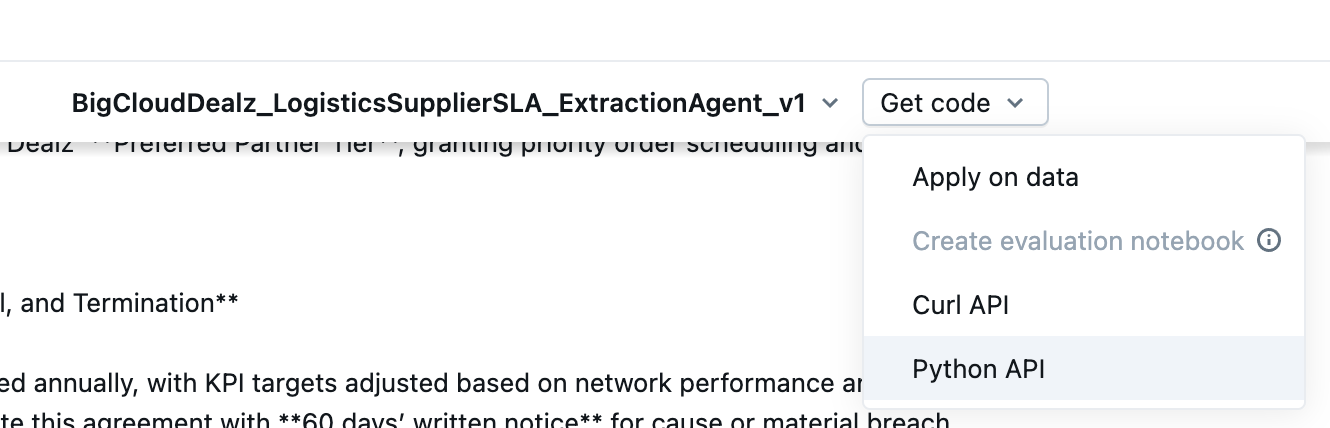 BigCloudDealz_LogisticsSupplierSLA_ExtractionAgent_v1 Get code
Dealz **Preferred Partner Tier**, granting priority order scheduling and
Apply on data
Create evaluation notebook
l, and Termination**
Curl API
Python API
ed annually, with KPI targets adjusted based on network performance
te this agreement with **60 days' written notice** for cause or material breach